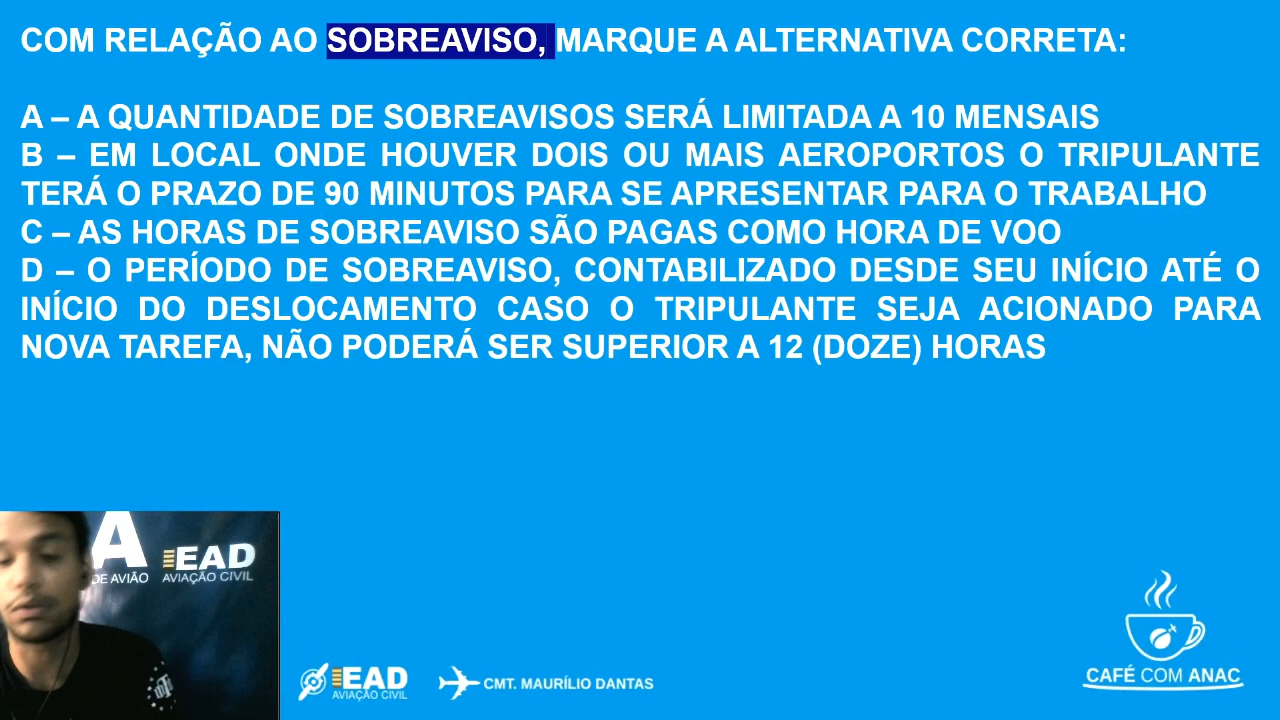 COM RELAÇÃO AO SOBREAVISO, MARQUE A ALTERNATIVA CORRETA:
A – A QUANTIDADE DE SOBREAVISOS SERÁ LIMITADA A 10 MENSAIS
B – EM LOCAL ONDE HOUVER DOIS OU MAIS AEROPORTOS O TRIPULANTE
TERÁ O PRAZO DE 90 MINUTOS PARA SE APRESENTAR PARA O TRABALHO
C – AS HORAS DE SOBREAVISO SÃO PAGAS COMO HORA DE VOO
D – O PERÍODO DE SOBREAVISO, CONTABILIZADO DESDE SEU INÍCIO ATÉ O
INÍCIO DO DESLOCAMENTO CASO O TRIPULANTE SEJA ACIONADO PARA
NOVA TAREFA, NÃO PODERÁ SER SUPERIOR A 12 (DOZE) HORAS
A
DE AVIÃO
EAD
AVIAÇÃO CIVIL
EAD
AVIAÇÃO CIVIL
CMT. MAURÍLIO DANTAS
CAFÉ COM ANAC